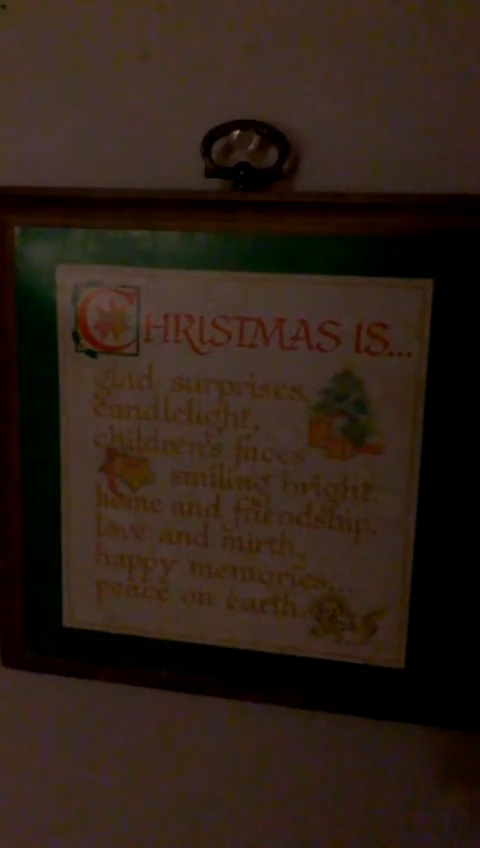 CHRISTMAS IS...
glad surprises,
candlelight,
children's faces
smiling bright,
home and friendship,
love and mirth,
happy memories...
peace on earth.